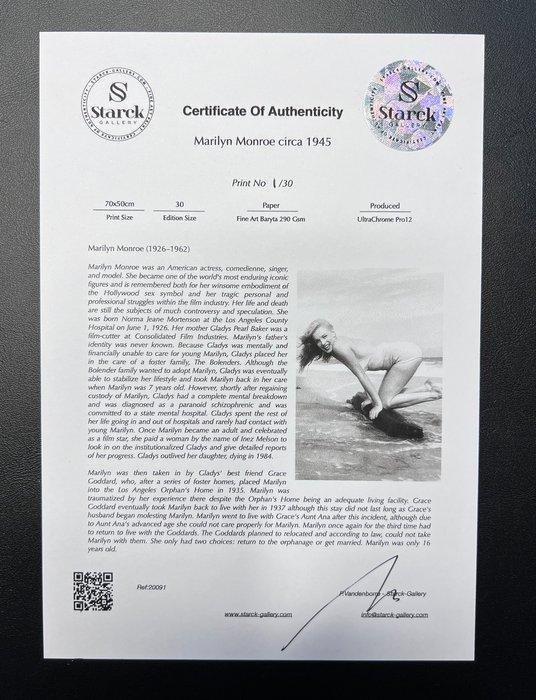 STARCK-GALLERY.COM
S
Starck
GALLERY
CERTIFICATE OF AUTHENTICITY
Certificate Of Authenticity
Marilyn Monroe circa 1945
Starck
GALLERY
Print No 1/30
70x50cm 30 Paper Produced
Print Size Edition Size Fine Art Baryta 290 Gsm UltraChrome Pro12
Marilyn Monroe (1926–1962)
Marilyn Monroe was an American actress, comedienne, singer,
and model. She became one of the world's most enduring iconic
figures and is remembered both for her winsome embodiment of
the Hollywood sex symbol and her tragic personal and
professional struggles within the film industry. Her life and death
are still the subjects of much controversy and speculation. She
was born Norma Jeane Mortenson at the Los Angeles County
Hospital on June 1, 1926. Her mother Gladys Pearl Baker was a
film-cutter at Consolidated Film Industries. Marilyn's father's
identity was never known. Because Gladys was mentally and
financially unable to care for young Marilyn, Gladys placed her
in the care of a foster family, The Bolenders. Although the
Bolender family wanted to adopt Marilyn, Gladys was eventually
able to stabilize her lifestyle and took Marilyn back in her care
when Marilyn was 7 years old. However, shortly after regaining
custody of Marilyn, Gladys had a complete mental breakdown
and was diagnosed as a paranoid schizophrenic and was
committed to a state mental hospital. Gladys spent the rest of
her life going in and out of hospitals and rarely had contact with
young Marilyn. Once Marilyn became an adult and celebrated
as a film star, she paid a woman by the name of Inez Melson to
look in on the institutionalized Gladys and give detailed reports
of her progress. Gladys outlived her daughter, dying in 1984.
Marilyn was then taken in by Gladys' best friend Grace
Goddard, who, after a series of foster homes, placed Marilyn
into the Los Angeles Orphan's Home in 1935. Marilyn was
traumatized by her experience there despite the Orphan's Home being an adequate living facility. Grace
Goddard eventually took Marilyn back to live with her in 1937 although this stay did not last long as Grace's
husband began molesting Marilyn. Marilyn went to live with Grace's Aunt Ana after this incident, although due
to Aunt Ana's advanced age she could not care properly for Marilyn. Marilyn once again for the third time had
to return to live with the Goddards. The Goddards planned to relocated and according to law, could not take
Marilyn with them. She only had two choices: return to the orphanage or get married. Marilyn was only 16
years old.
Ref:20091
P.Vandenborre - Starck-Gallery
www.starck-gallery.com info@starck-gallery.com